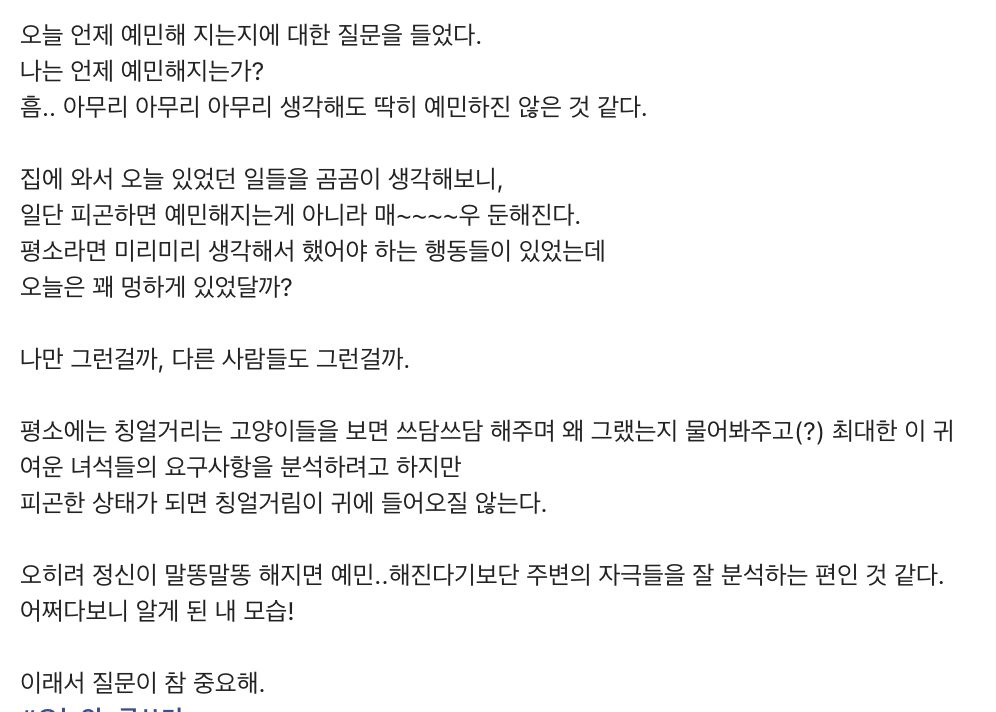 오늘 언제 예민해 지는지에 대한 질문을 들었다.
나는 언제 예민해지는가?
흠.. 아무리 아무리 아무리 생각해도 딱히 예민하진 않은 것 같다.
집에 와서 오늘 있었던 일들을 곰곰이 생각해보니,
일단 피곤하면 예민해지는게 아니라 매~~~~우 둔해진다.
평소라면 미리미리 생각해서 했어야 하는 행동들이 있었는데
오늘은 꽤 멍하게 있었달까?
나만 그런걸까, 다른 사람들도 그런걸까.
평소에는 칭얼거리는 고양이들을 보면 쓰담쓰담 해주며 왜 그랬는지 물어봐주고(?) 최대한 이 귀
여운 녀석들의 요구사항을 분석하려고 하지만
피곤한 상태가 되면 칭얼거림이 귀에 들어오질 않는다.
오히려 정신이 말똥말똥 해지면 예민..해진다기보단 주변의 자극들을 잘 분석하는 편인 것 같다.
어쩌다보니 알게 된 내 모습!
이래서 질문이 참 중요해.